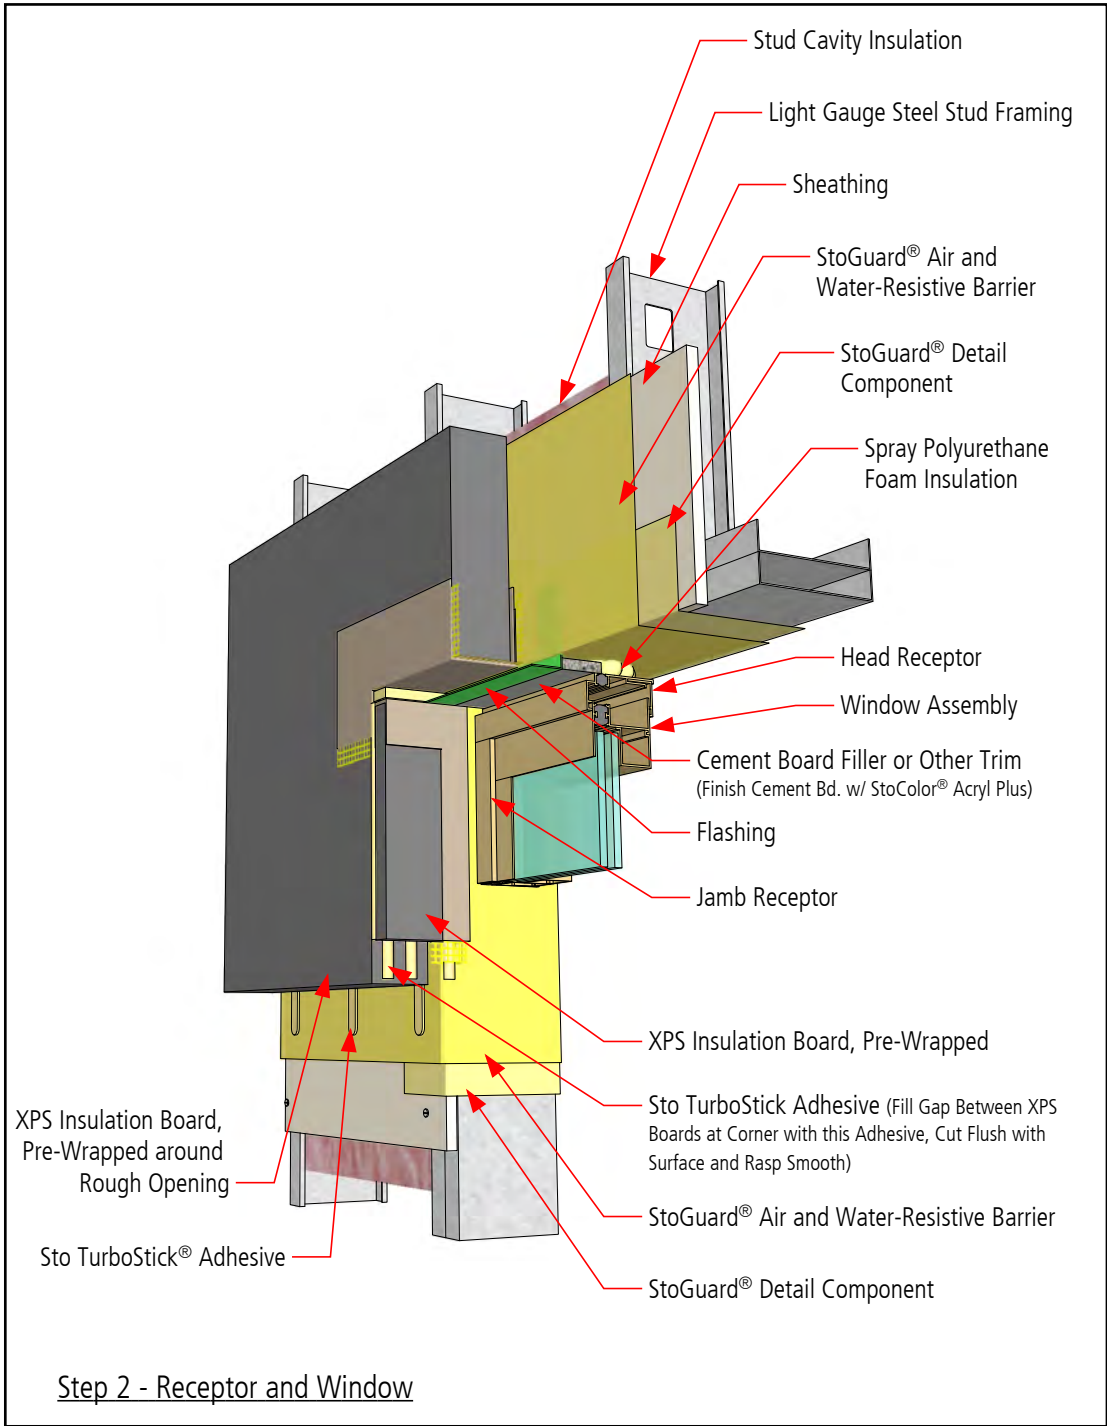 Stud Cavity Insulation
Light Gauge Steel Stud Framing
Sheathing
StoGuard® Air and
Water-Resistive Barrier
StoGuard® Detail
Component
Spray Polyurethane
Foam Insulation
Head Receptor
Window Assembly
Cement Board Filler or Other Trim
(Finish Cement Bd. w/ StoColor® Acryl Plus)
Flashing
Jamb Receptor
XPS Insulation Board, Pre-Wrapped
Sto TurboStick Adhesive (Fill Gap Between XPS
Boards at Corner with this Adhesive, Cut Flush with
Surface and Rasp Smooth)
StoGuard® Air and Water-Resistive Barrier
StoGuard® Detail Component
XPS Insulation Board,
Pre-Wrapped around
Rough Opening
Sto TurboStick® Adhesive
Step 2 - Receptor and Window